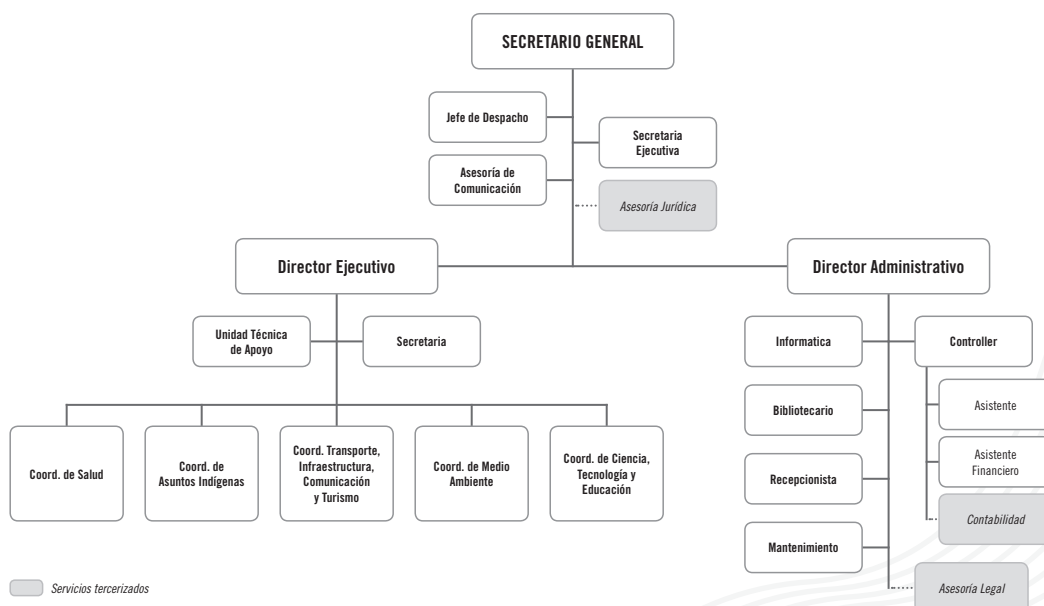 SECRETARIO GENERAL
Jefe de Despacho
Secretaria
Ejecutiva
Asesoría de
Comunicación
Asesoría Jurídica
Director Ejecutivo
Director Administrativo
Unidad Técnica
de Apoyo
Secretaria
Informatica
Controller
Bibliotecario
Asistente
Coord. de Salud
Coord. de
Asuntos Indígenas
Coord. Transporte,
Infraestructura,
Comunicación
y Turismo
Coord. de Medio
Ambiente
Coord. de Ciencia,
Tecnología y
Educación
Recepcionista
Asistente
Financiero
Contabilidad
Mantenimiento
Asesoría Legal
Servicios tercerizados